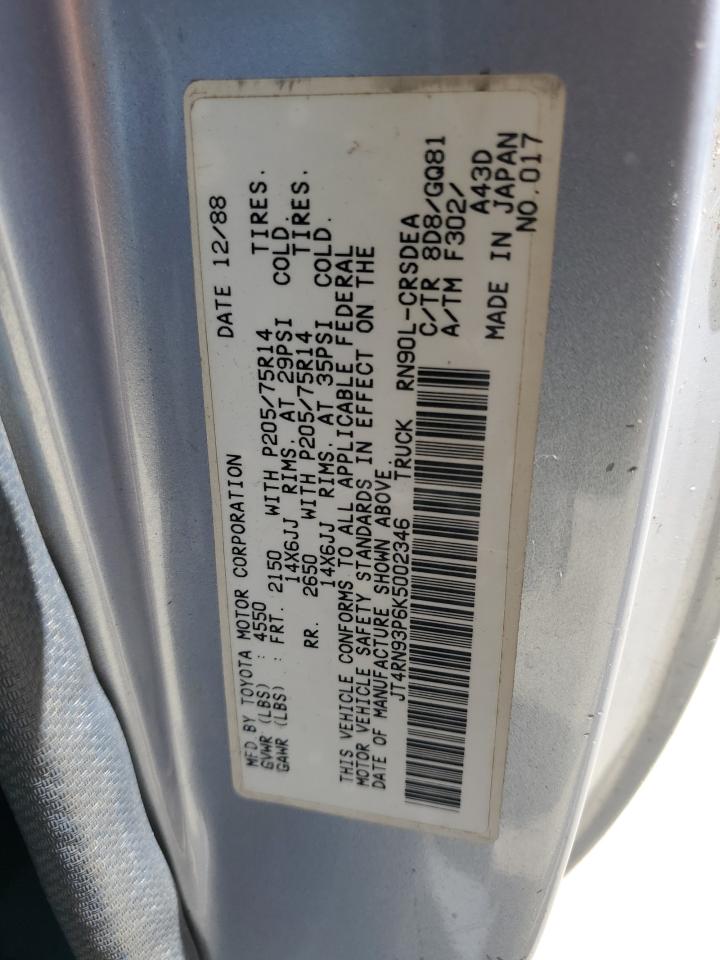 MFD. BY TOYOTA MOTOR CORPORATION DATE 12/88
GVWR (LBS) : 4550
GAWR (LBS) : FRT. 2150 WITH P205/75R14 TIRES.
14X6JJ RIMS. AT 29PSI COLD.
RR. 2650 WITH P205/75R14 TIRES.
14X6JJ RIMS. AT 35PSI COLD.
THIS VEHICLE CONFORMS TO ALL APPLICABLE FEDERAL
MOTOR VEHICLE SAFETY STANDARDS IN EFFECT ON THE
DATE OF MANUFACTURE SHOWN ABOVE.
JT4RN93P6K5002346 TRUCK RN90L-CRSDEA
C/TR 8D8/GQ81
A/TM F302/
A43D
MADE IN JAPAN
NO. 017